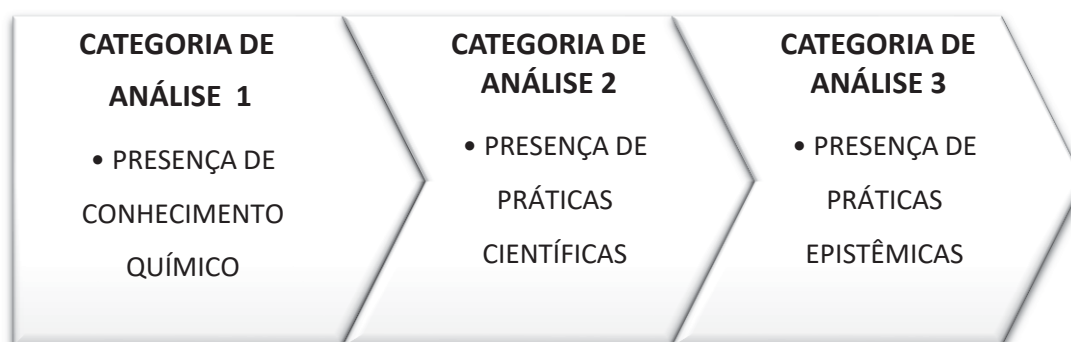 CATEGORIA DE
ANÁLISE 1
• PRESENÇA DE
CONHECIMENTO
QUÍMICO
CATEGORIA DE
ANÁLISE 2
• PRESENÇA DE
PRÁTICAS
CIENTÍFICAS
CATEGORIA DE
ANÁLISE 3
• PRESENÇA DE
PRÁTICAS
EPISTÊMICAS